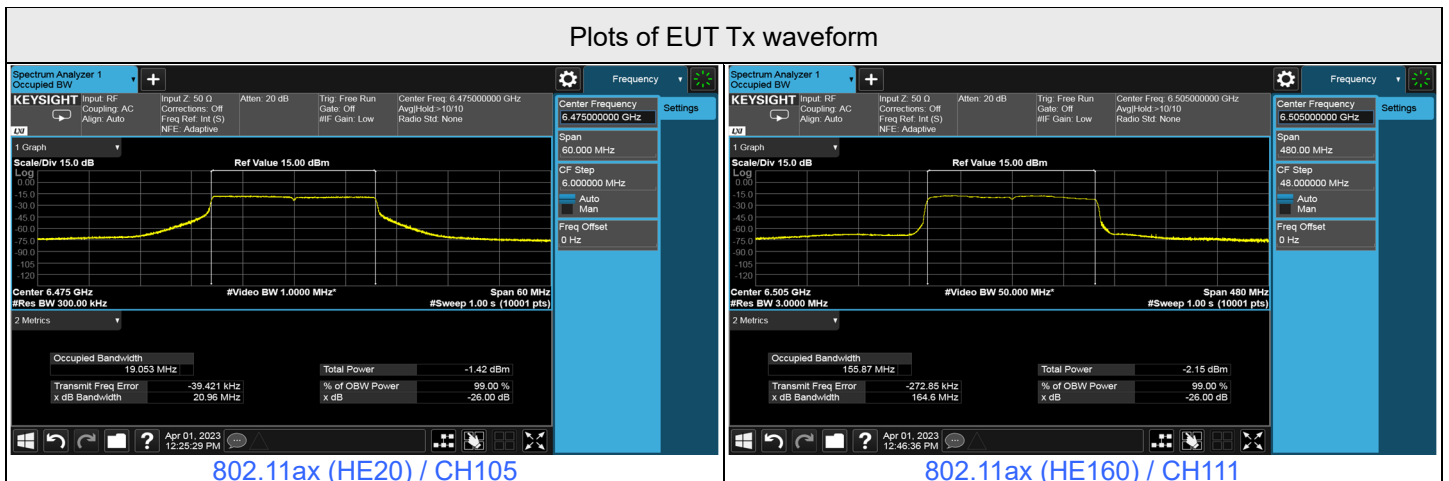 Plots of EUT Tx waveform
Spectrum Analyzer 1
Occupied BW
Frequency
KEYSIGHT
Input: RF
Coupling: AC
Align: Auto
Input Z: 50 Ω
Corrections: Off
Freq Ref: Int (S)
NFE: Adaptive
Atten: 20 dB
Trig: Free Run
Gate: Off
#IF Gain: Low
Center Freq: 6.475000000 GHz
Avg|Hold:>10/10
Radio Std: None
LXI
Center Frequency
6.475000000 GHz
Settings
Span
60.000 MHz
CF Step
6.000000 MHz
Auto
Man
Freq Offset
0 Hz
1 Graph
Scale/Div 15.0 dB
Ref Value 15.00 dBm
Log
0.00
-15.0
-30.0
-45.0
-60.0
-75.0
-90.0
-105
-120
Center 6.475 GHz
#Video BW 1.0000 MHz*
Span 60 MHz
#Res BW 300.00 kHz
#Sweep 1.00 s (10001 pts)
2 Metrics
Occupied Bandwidth
19.053 MHz
Total Power -1.42 dBm
Transmit Freq Error -39.421 kHz
% of OBW Power 99.00 %
x dB Bandwidth 20.96 MHz
x dB -26.00 dB
Apr 01, 2023
12:25:29 PM
802.11ax (HE20) / CH105
Spectrum Analyzer 1
Occupied BW
Frequency
KEYSIGHT
Input: RF
Coupling: AC
Align: Auto
Input Z: 50 Ω
Corrections: Off
Freq Ref: Int (S)
NFE: Adaptive
Atten: 20 dB
Trig: Free Run
Gate: Off
#IF Gain: Low
Center Freq: 6.505000000 GHz
Avg|Hold:>10/10
Radio Std: None
LXI
Center Frequency
6.505000000 GHz
Settings
Span
480.00 MHz
CF Step
48.000000 MHz
Auto
Man
Freq Offset
0 Hz
1 Graph
Scale/Div 15.0 dB
Ref Value 15.00 dBm
Log
0.00
-15.0
-30.0
-45.0
-60.0
-75.0
-90.0
-105
-120
Center 6.505 GHz
#Video BW 50.000 MHz*
Span 480 MHz
#Res BW 3.0000 MHz
#Sweep 1.00 s (10001 pts)
2 Metrics
Occupied Bandwidth
155.87 MHz
Total Power -2.15 dBm
Transmit Freq Error -272.85 kHz
% of OBW Power 99.00 %
x dB Bandwidth 164.6 MHz
x dB -26.00 dB
Apr 01, 2023
12:46:36 PM
802.11ax (HE160) / CH111